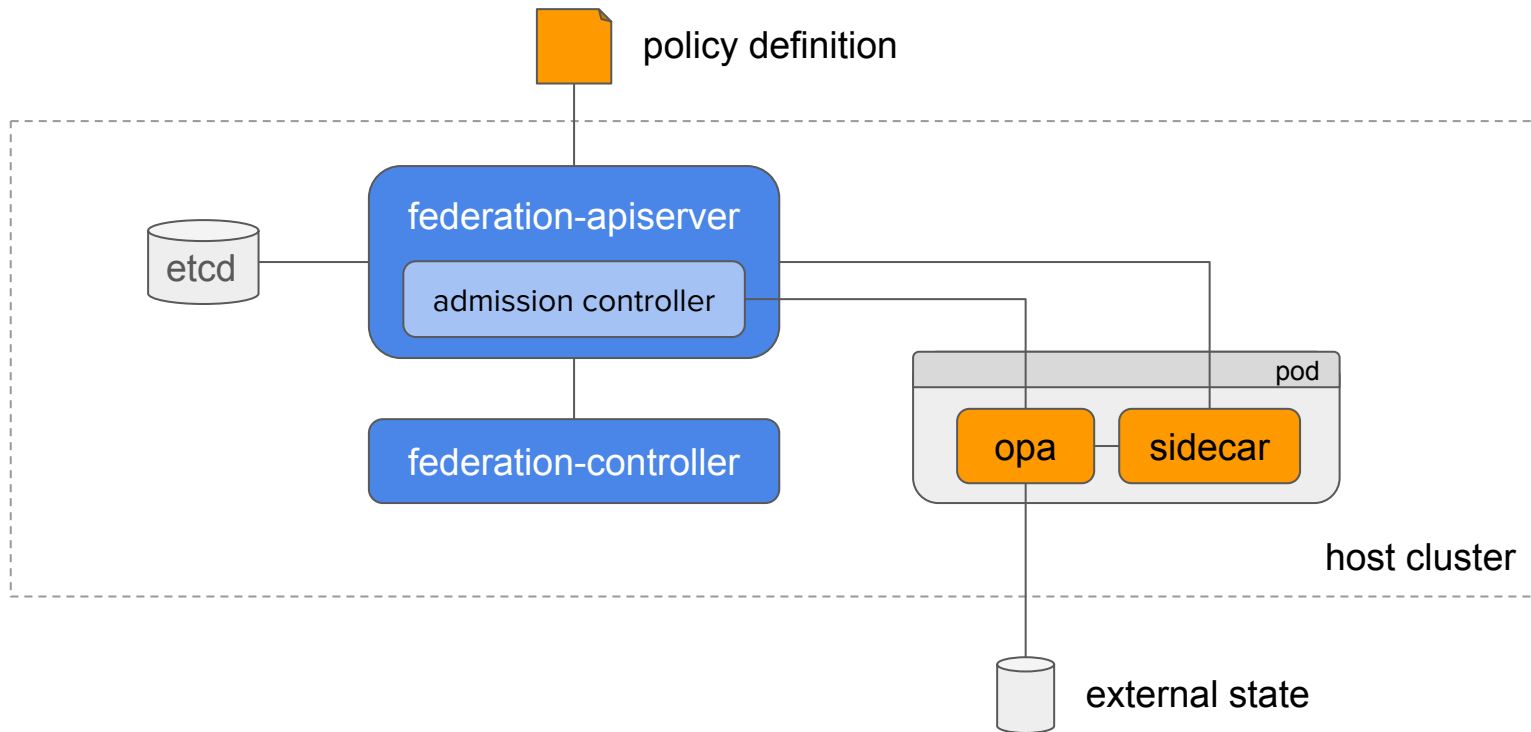 policy definition
federation-apiserver
etcd
admission controller
pod
federation-controller
opa
sidecar
host cluster
external state